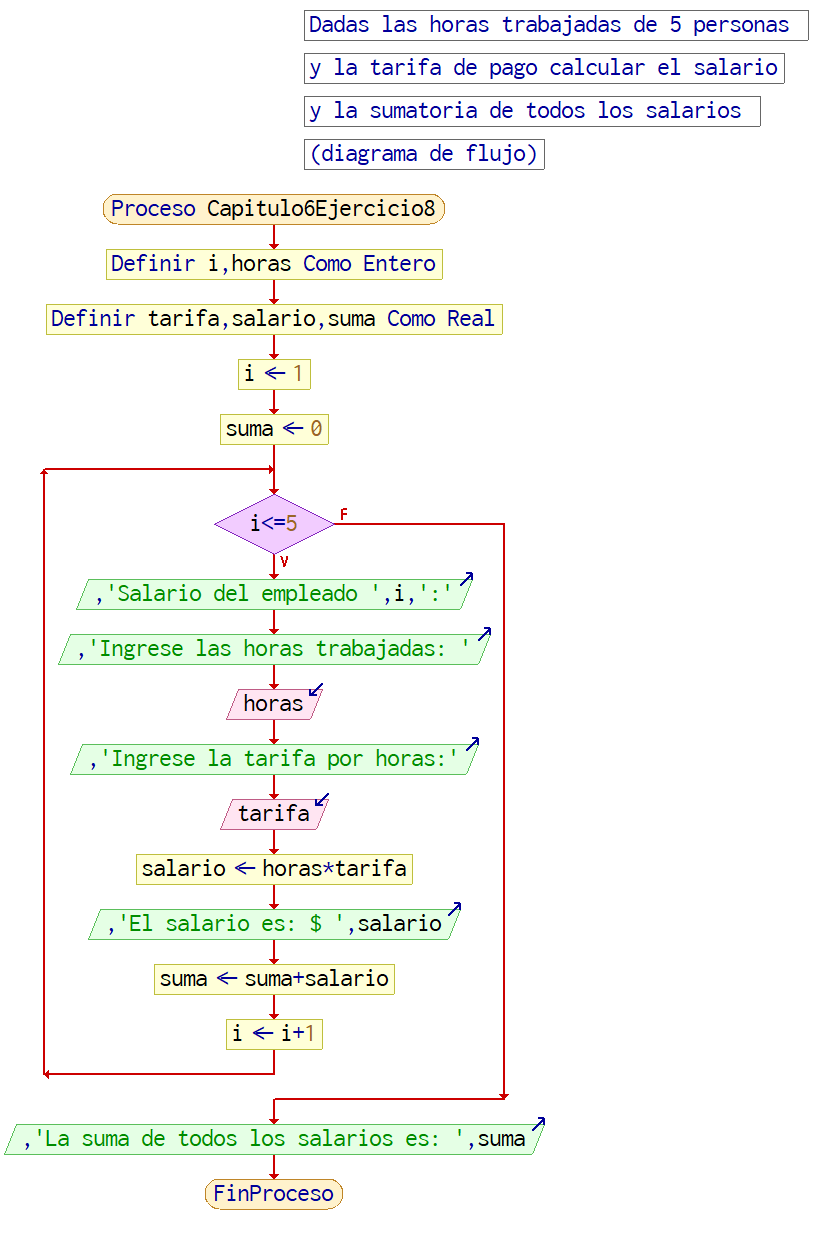 Dadas las horas trabajadas de 5 personas
y la tarifa de pago calcular el salario
y la sumatoria de todos los salarios
(diagrama de flujo)
Proceso Capitulo6Ejercicio8
Definir i,horas Como Entero
Definir tarifa,salario,suma Como Real
i ← 1
suma ← 0
i<=5
F
V
,'Salario del empleado ',i,':'
,'Ingrese las horas trabajadas: '
horas
,'Ingrese la tarifa por horas:'
tarifa
salario ← horas*tarifa
,'El salario es: $ ',salario
suma ← suma+salario
i ← i+1
,'La suma de todos los salarios es: ',suma
FinProceso